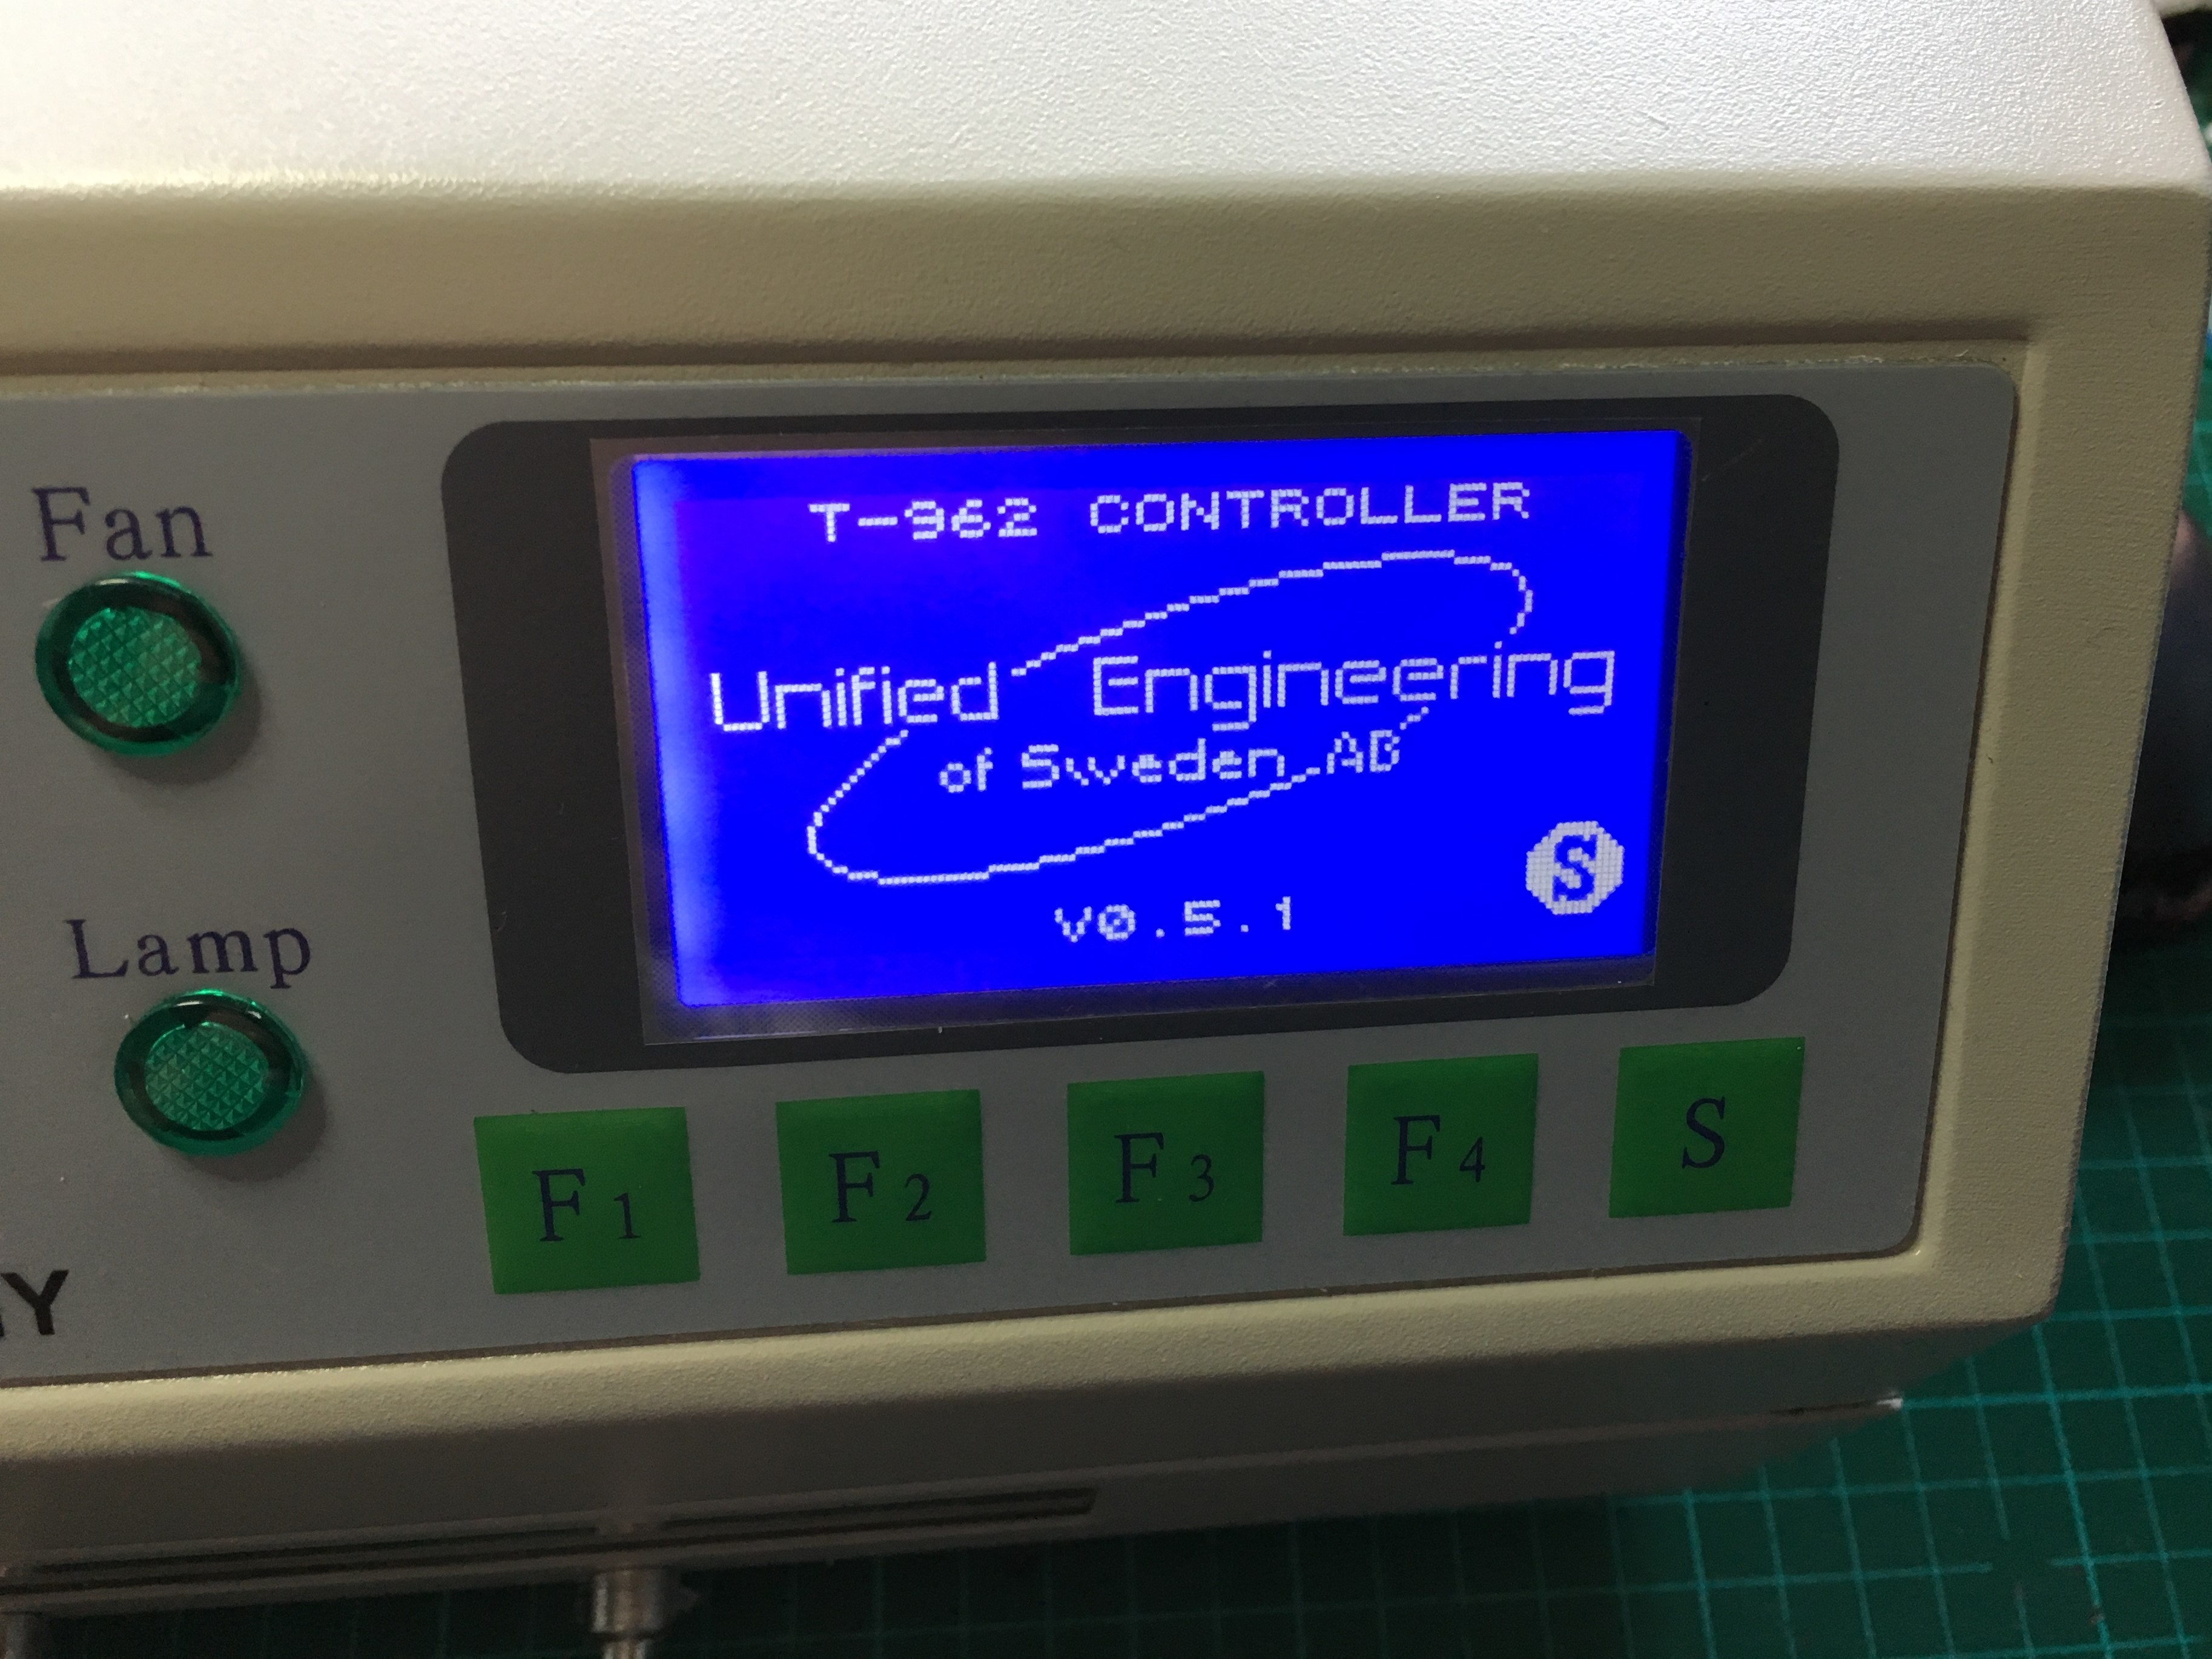 Fan
Lamp
T-962 CONTROLLER
Unified Engineering
of Sweden AB
v0.5.1
S
F1
F2
F3
F4
S